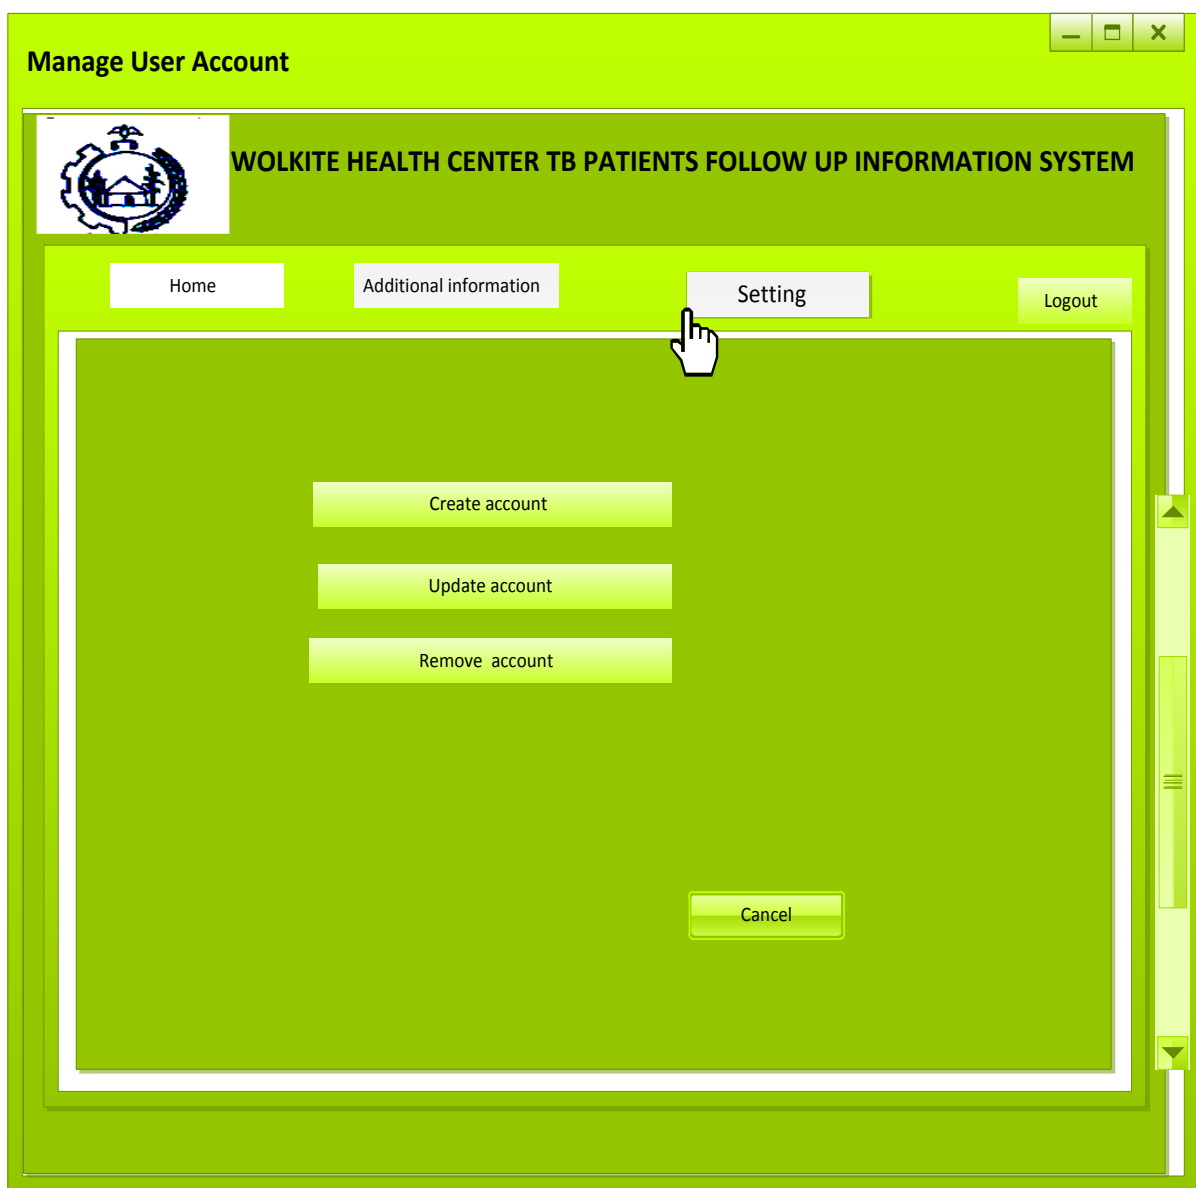 Manage User Account
WOLKITE HEALTH CENTER TB PATIENTS FOLLOW UP INFORMATION SYSTEM
Home
Additional information
Setting
Logout
Create account
Update account
Remove  account
Cancel